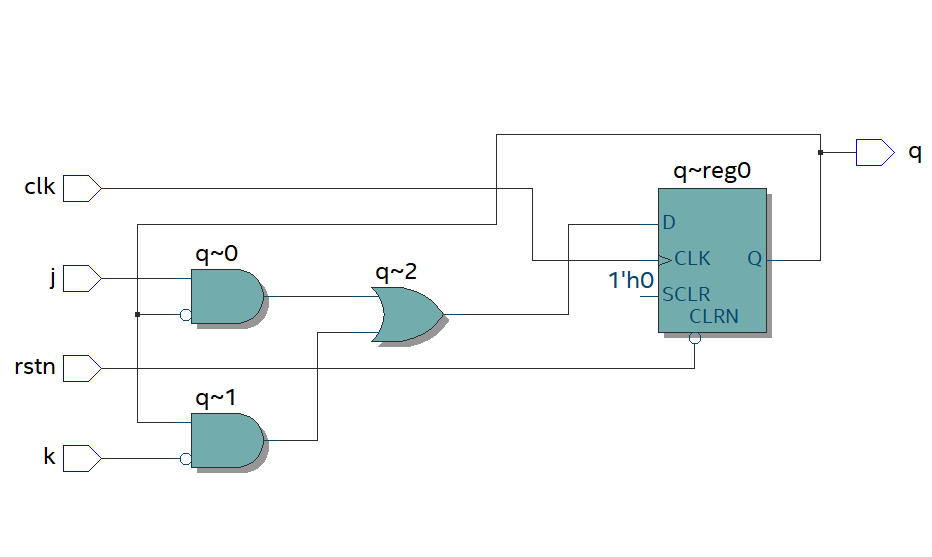 q
q~reg0
clk
D
q~0
CLK
Q
j
q~2
1'h0
SCLR
CLRN
rstn
q~1
k